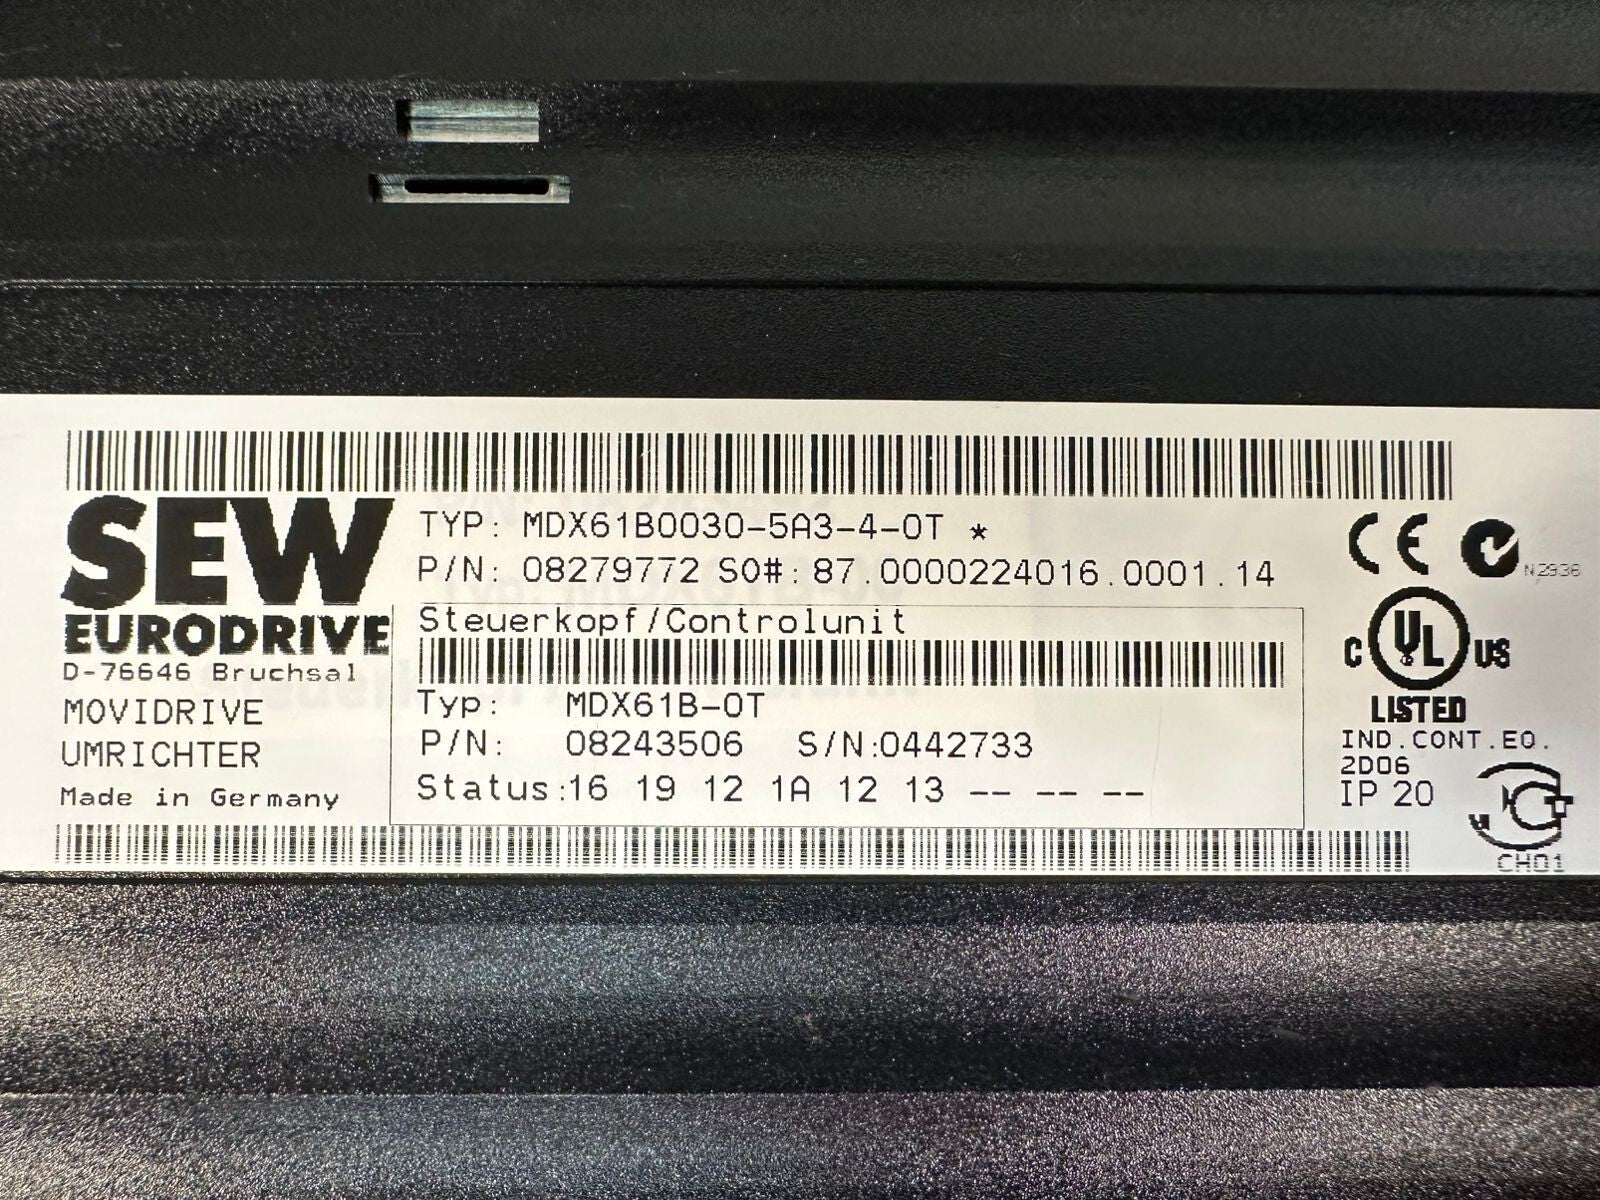 SEW
EURODRIVE
D-76646 Bruchsal
MOVIDRIVE
UMRICHTER
Made in Germany
TYP: MDX61B0030-5A3-4-0T *
P/N: 08279772 SO#: 87.0000224016.0001.14
Steuerkopf/Controlunit
Typ: MDX61B-0T
P/N: 08243506 S/N:0442733
Status:16 19 12 1A 12 13 -- -- --
CE
N2936
C UL US
LISTED
IND.CONT.EQ.
2D06
IP 20
CH01